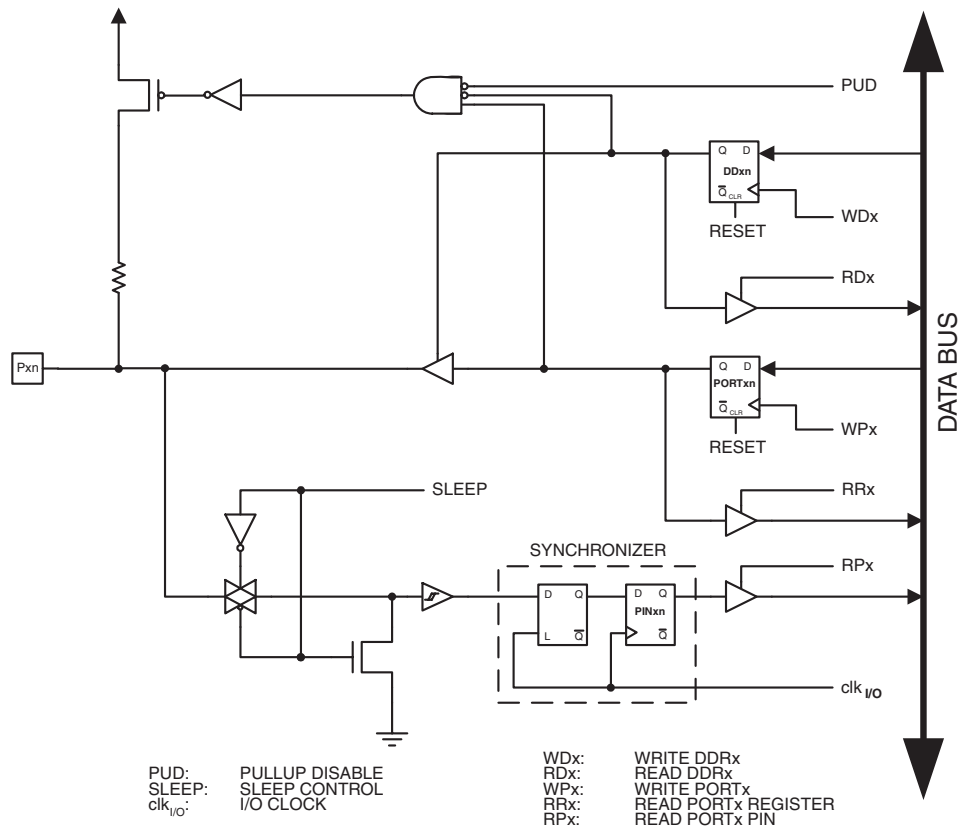 PUD
Q D
DDxn
Q CLR
WDx
RESET
RDx
Pxn
Q D
PORTxn
Q CLR
WPx
RESET
DATA BUS
SLEEP
RRx
SYNCHRONIZER
RPx
D Q
L Q
D Q
PINxn
Q
clk I/O
PUD: PULLUP DISABLE
SLEEP: SLEEP CONTROL
clkI/O: I/O CLOCK
WDx: WRITE DDRx
RDx: READ DDRx
WPx: WRITE PORTx
RRx: READ PORTx REGISTER
RPx: READ PORTx PIN